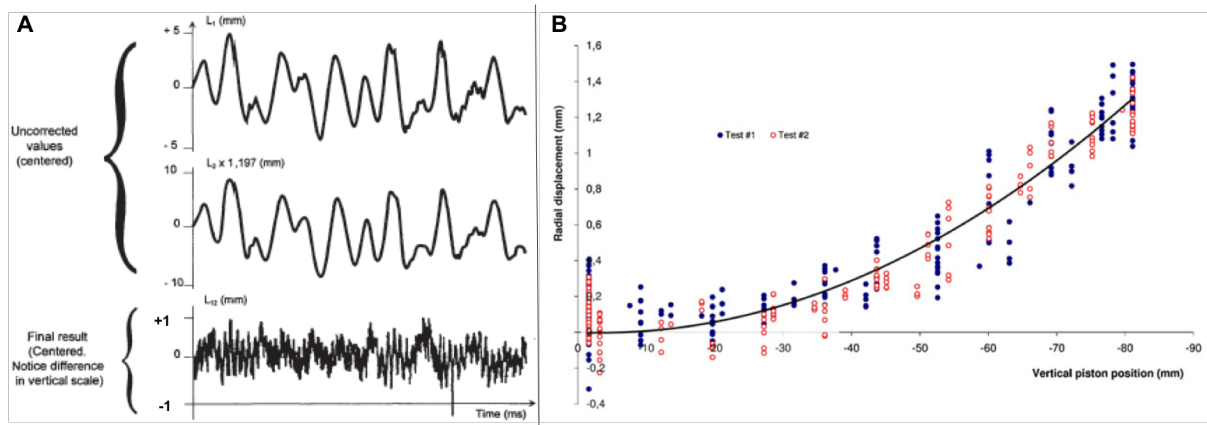 A
L₁ (mm)
+ 5
0
- 5
Uncorrected
values
(centered)
L₂ x 1,197 (mm)
10
0
- 10
L₁₂ (mm)
+1
0
-1
Final result
(Centered.
Notice difference
in vertical scale)
Time (ms)
B
Radial displacement (mm)
1,6
1,4
1,2
1
0,8
0,6
0,4
-0,2
-0,4
Test #1
Test #2
0
-10
-20
-30
-40
-50
-60
-70
-80
-90
Vertical piston position (mm)